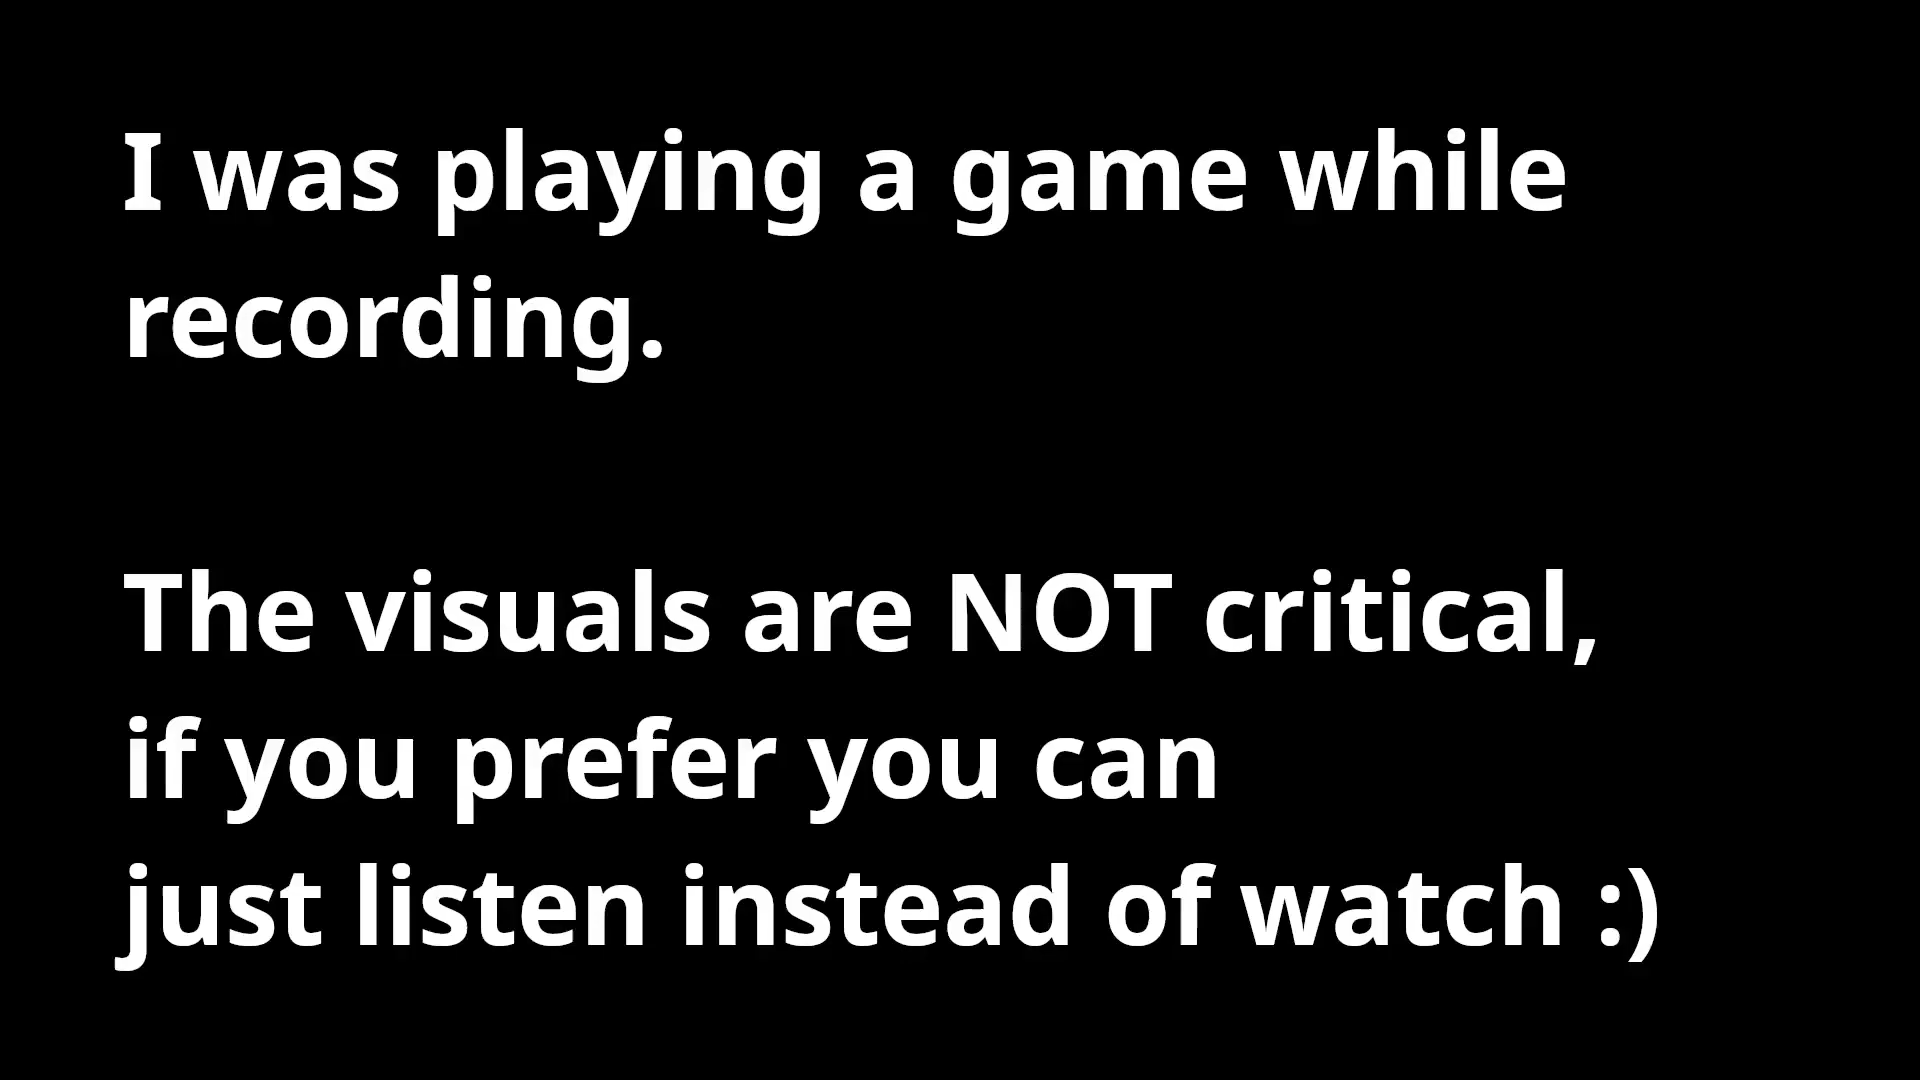 I was playing a game while
recording.
The visuals are NOT critical,
if you prefer you can
just listen instead of watch :)